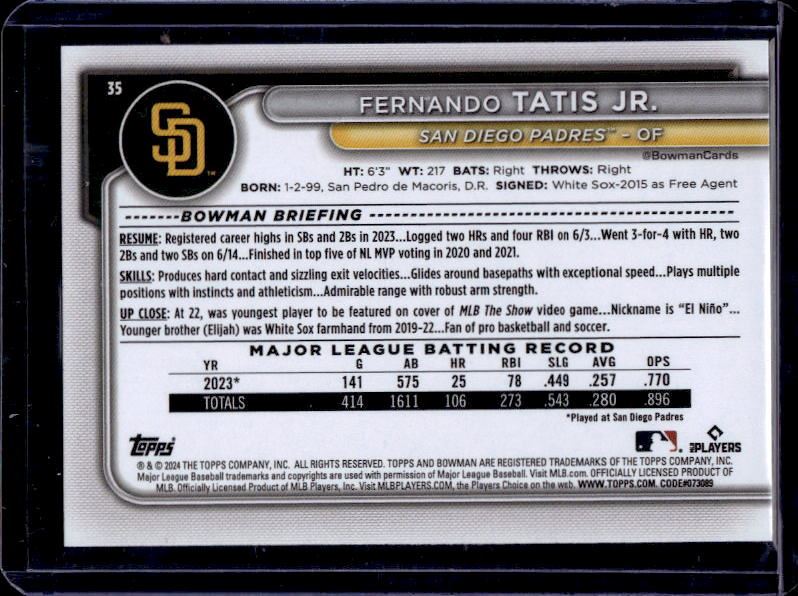 35
SD
™
FERNANDO TATIS JR.
SAN DIEGO PADRES™ – OF
@BowmanCards
HT: 6'3" WT: 217 BATS: Right THROWS: Right
BORN: 1-2-99, San Pedro de Macoris, D.R. SIGNED: White Sox-2015 as Free Agent
BOWMAN BRIEFING
RESUME: Registered career highs in SBs and 2Bs in 2023...Logged two HRs and four RBI on 6/3...Went 3-for-4 with HR, two
2Bs and two SBs on 6/14...Finished in top five of NL MVP voting in 2020 and 2021.
SKILLS: Produces hard contact and sizzling exit velocities...Glides around basepaths with exceptional speed...Plays multiple
positions with instincts and athleticism...Admirable range with robust arm strength.
UP CLOSE: At 22, was youngest player to be featured on cover of MLB The Show video game...Nickname is "El Niño"...
Younger brother (Elijah) was White Sox farmhand from 2019-22...Fan of pro basketball and soccer.
MAJOR LEAGUE BATTING RECORD
YR G AB HR RBI SLG AVG OPS
2023* 141 575 25 78 .449 .257 .770
TOTALS 414 1611 106 273 .543 .280 .896
*Played at San Diego Padres
Topps
MLB PLAYERS
® & © 2024 THE TOPPS COMPANY, INC. ALL RIGHTS RESERVED. TOPPS AND BOWMAN ARE REGISTERED TRADEMARKS OF THE TOPPS COMPANY, INC.
Major League Baseball trademarks and copyrights are used with permission of Major League Baseball. Visit MLB.com. OFFICIALLY LICENSED PRODUCT OF
MLB. Officially Licensed Product of MLB Players, Inc. Visit MLBPLAYERS.COM, the Players Choice on the web. WWW.TOPPS.COM. CODE#073089